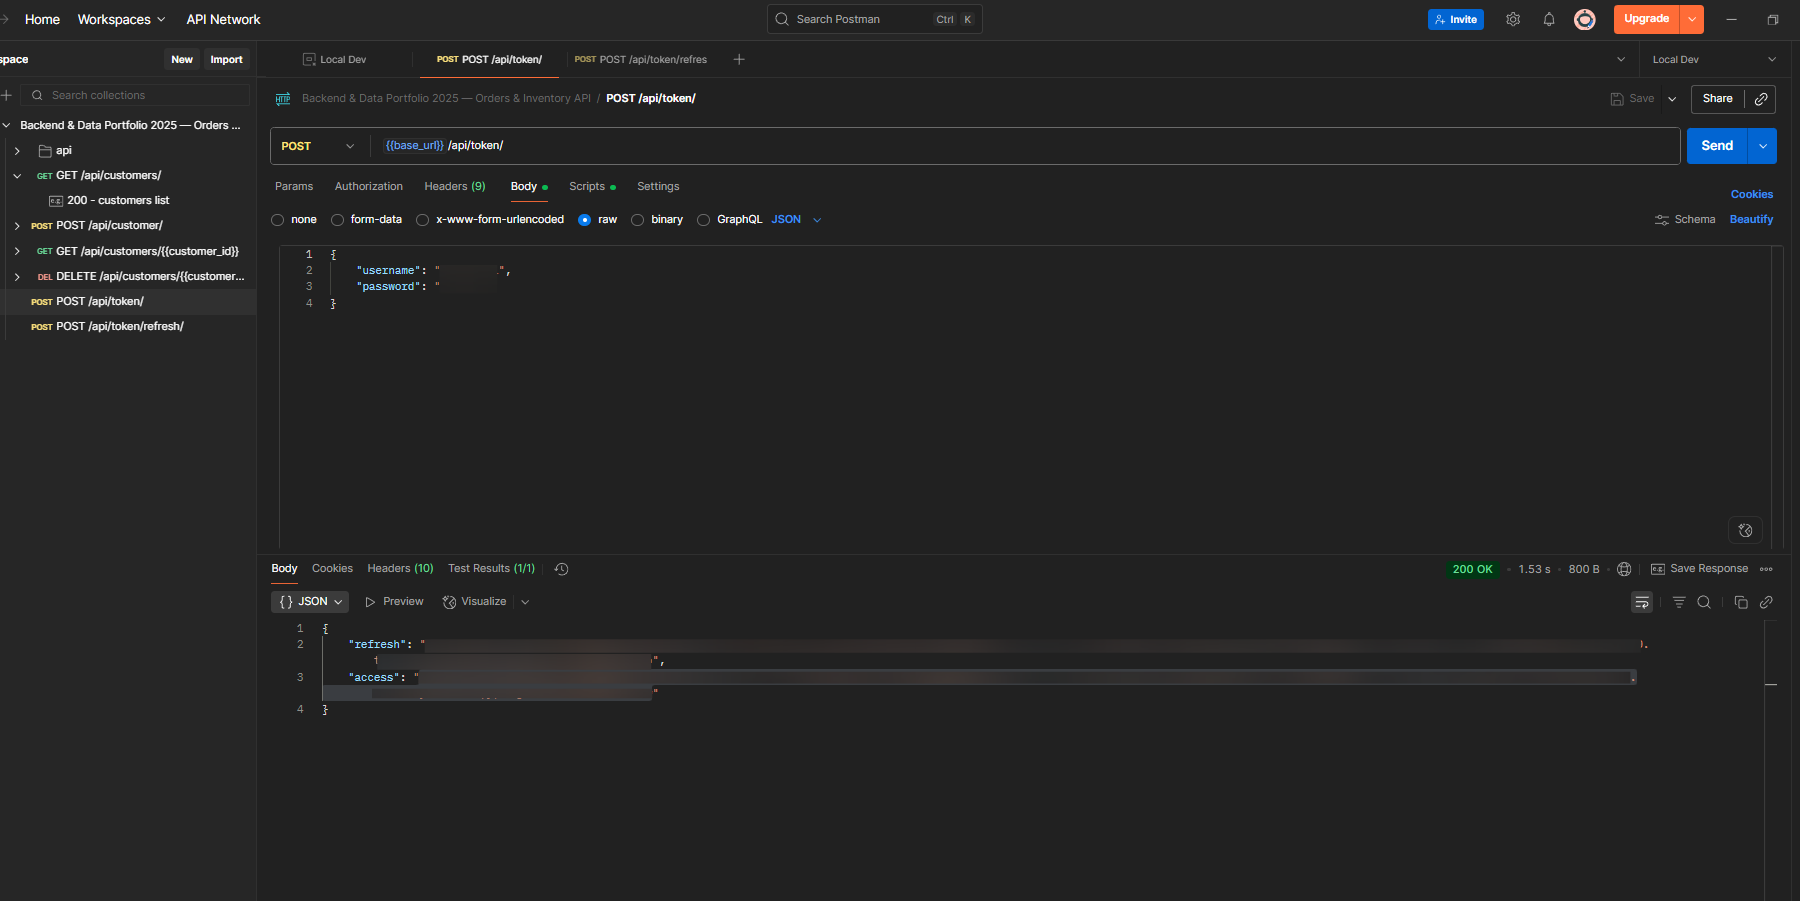 Home Workspaces API Network Search Postman Ctrl K Invite Upgrade
space New Import Local Dev POST POST /api/token/ POST POST /api/token/refres Local Dev
Search collections
Backend & Data Portfolio 2025 — Orders & Inventory API / POST /api/token/ Save Share
Backend & Data Portfolio 2025 — Orders ...
api
GET GET /api/customers/
200 - customers list
POST POST /api/customer/
GET GET /api/customers/{{customer_id}}
DEL DELETE /api/customers/{{customer...
POST POST /api/token/
POST POST /api/token/refresh/
POST {{base_url}} /api/token/ Send
Params Authorization Headers (9) Body Scripts Settings
Cookies
none form-data x-www-form-urlencoded raw binary GraphQL JSON Schema Beautify
1 {
2 "username": "",
3 "password": "
4 }
Body Cookies Headers (10) Test Results (1/1) 200 OK 1.53 s 800 B Save Response
{} JSON Preview Visualize
1 {
2 "refresh": "
",
3 "access": "
"
4 }